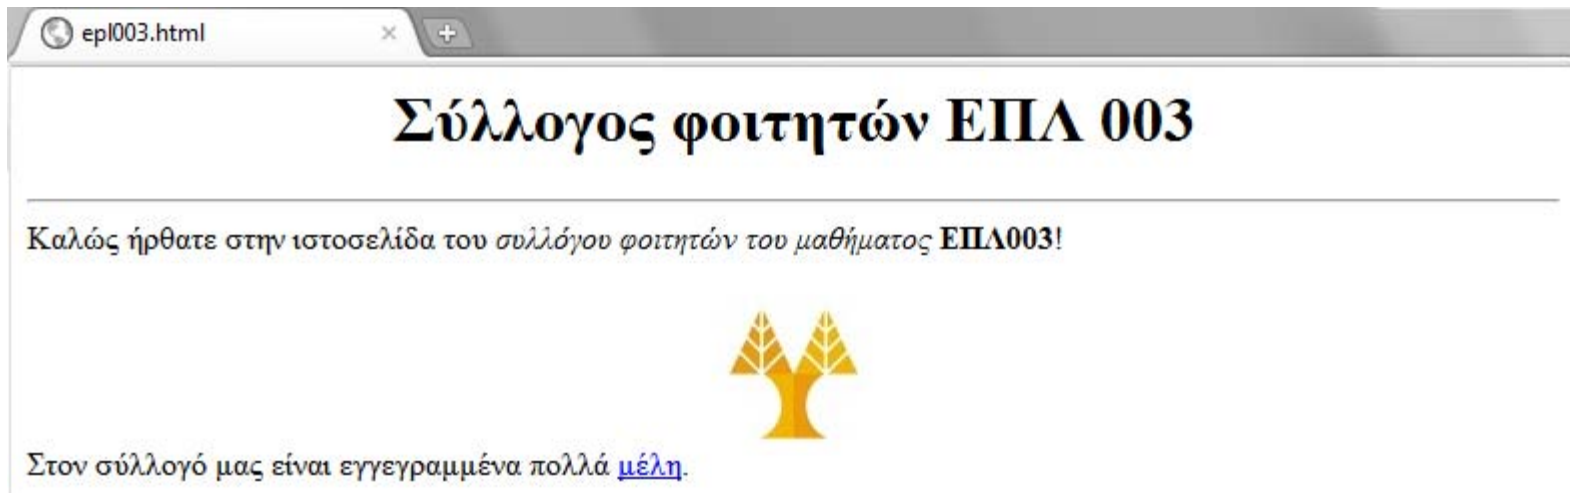 epl003.html
Σύλλογος φοιτητών ΕΠΛ 003
Καλώς ήρθατε στην ιστοσελίδα του συλλόγου φοιτητών του μαθήματος ΕΠΛ003!
Στον σύλλογό μας είναι εγγεγραμμένα πολλά μέλη.